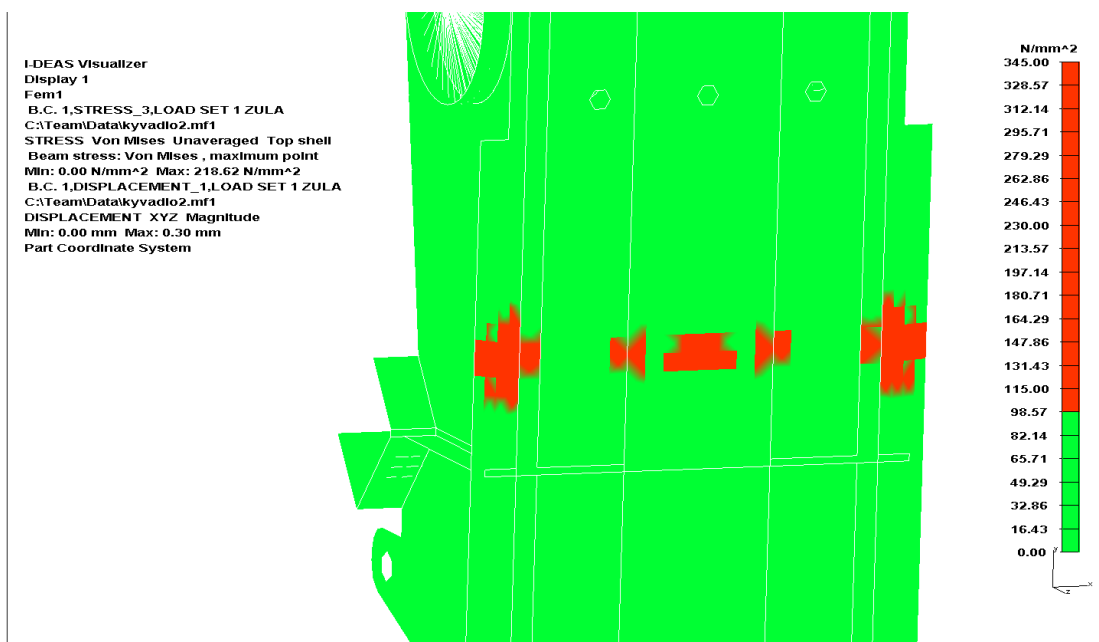 I-DEAS Visualizer
Display 1
Fem1
B.C. 1,STRESS_3,LOAD SET 1 ZULA
C:\Team\Data\kyvadlo2.mf1
STRESS Von Mises Unaveraged Top shell
Beam stress: Von Mises , maximum point
Min: 0.00 N/mm^2 Max: 218.62 N/mm^2
B.C. 1,DISPLACEMENT_1,LOAD SET 1 ZULA
C:\Team\Data\kyvadlo2.mf1
DISPLACEMENT XYZ Magnitude
Min: 0.00 mm Max: 0.30 mm
Part Coordinate System
N/mm^2
345.00
328.57
312.14
295.71
279.29
262.86
246.43
230.00
213.57
197.14
180.71
164.29
147.86
131.43
115.00
98.57
82.14
65.71
49.29
32.86
16.43
0.00
Y
X
Z